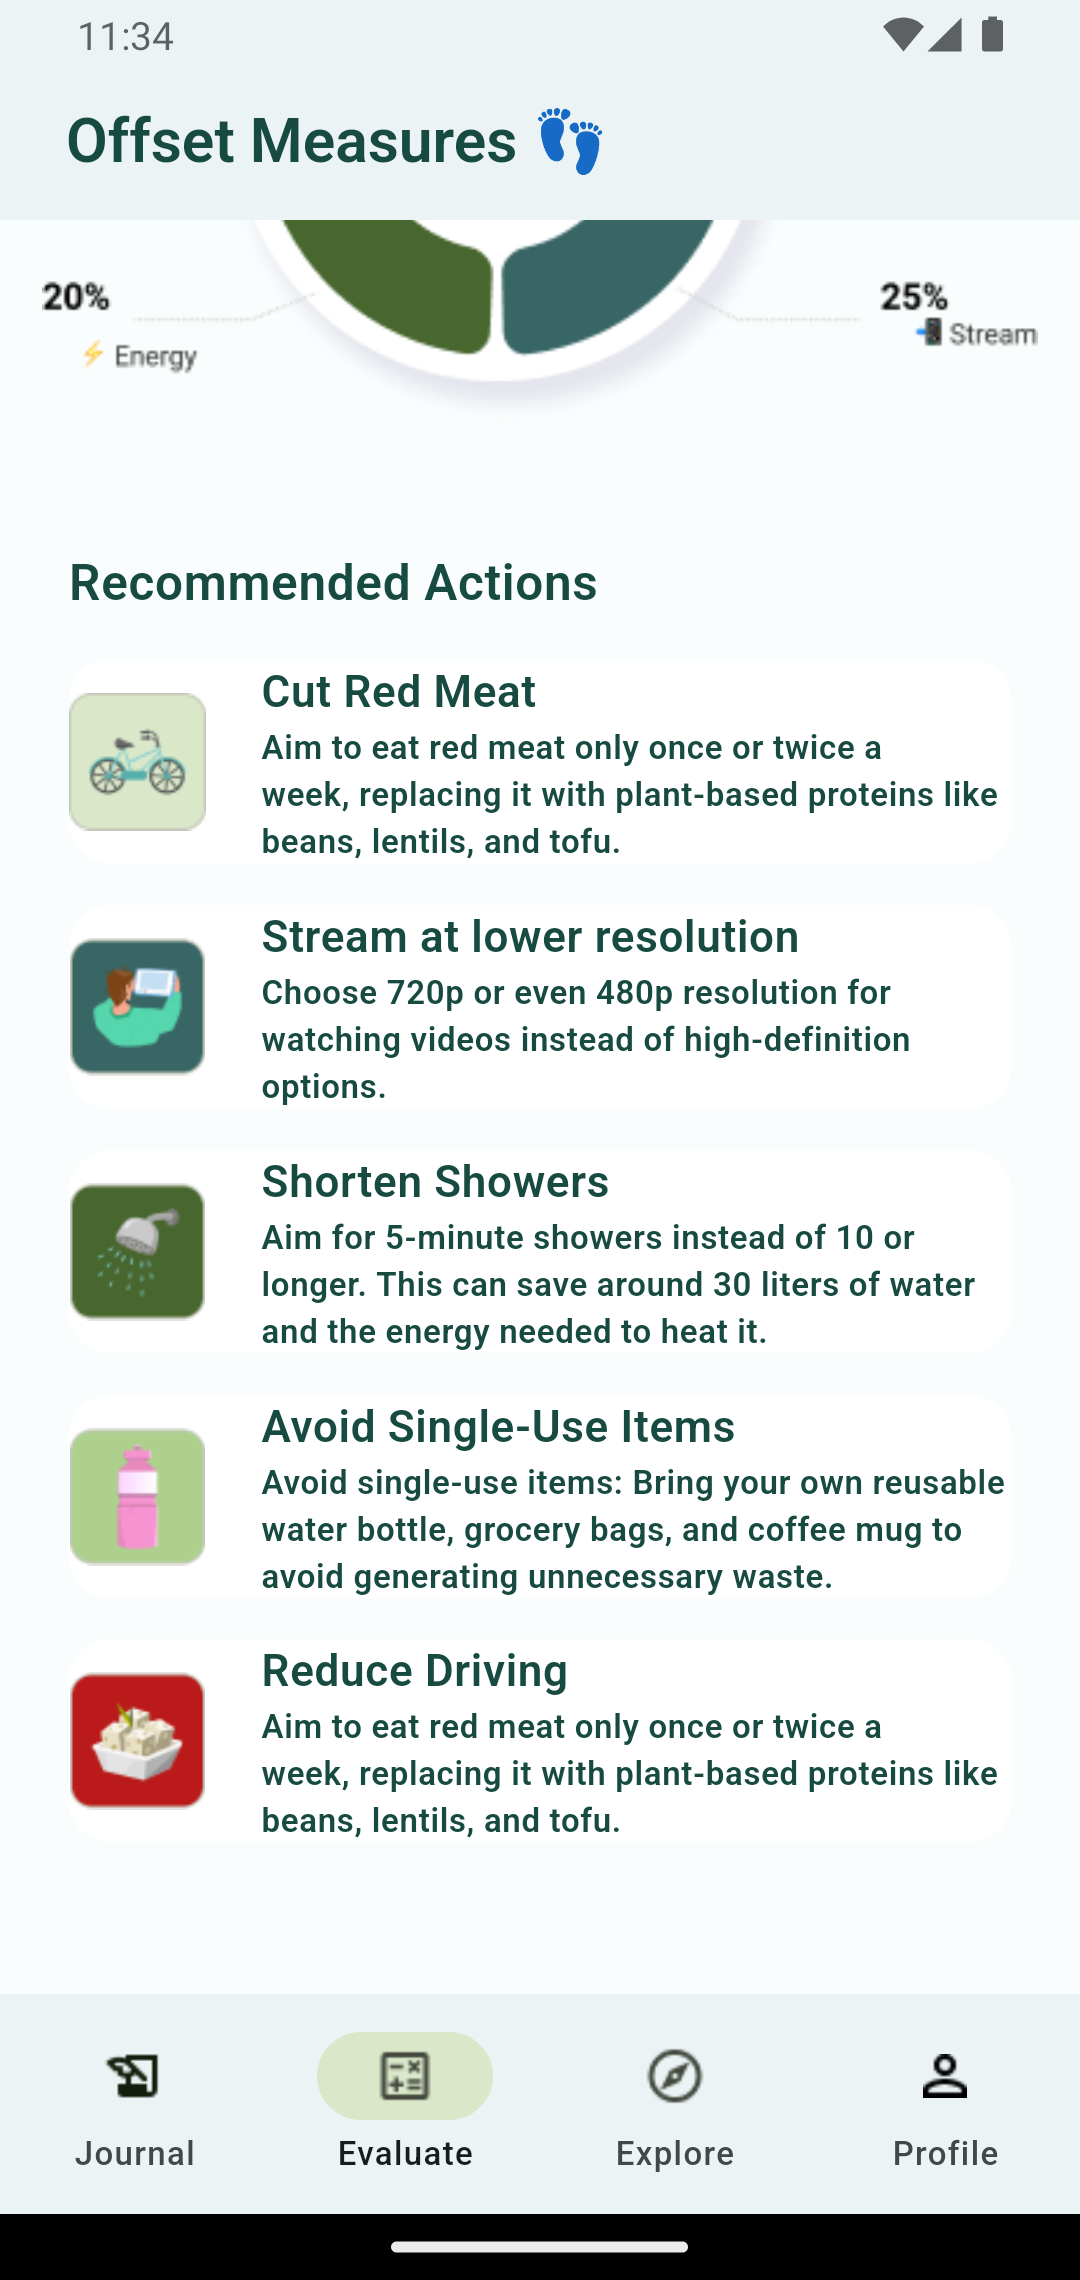 11:34
Offset Measures 👣
20%
25%
Stream
⚡ Energy
Recommended Actions
Cut Red Meat
Aim to eat red meat only once or twice a
week, replacing it with plant-based proteins like
beans, lentils, and tofu.
Stream at lower resolution
Choose 720p or even 480p resolution for
watching videos instead of high-definition
options.
Shorten Showers
Aim for 5-minute showers instead of 10 or
longer. This can save around 30 liters of water
and the energy needed to heat it.
Avoid Single-Use Items
Avoid single-use items: Bring your own reusable
water bottle, grocery bags, and coffee mug to
avoid generating unnecessary waste.
Reduce Driving
Aim to eat red meat only once or twice a
week, replacing it with plant-based proteins like
beans, lentils, and tofu.
Journal
Evaluate
Explore
Profile